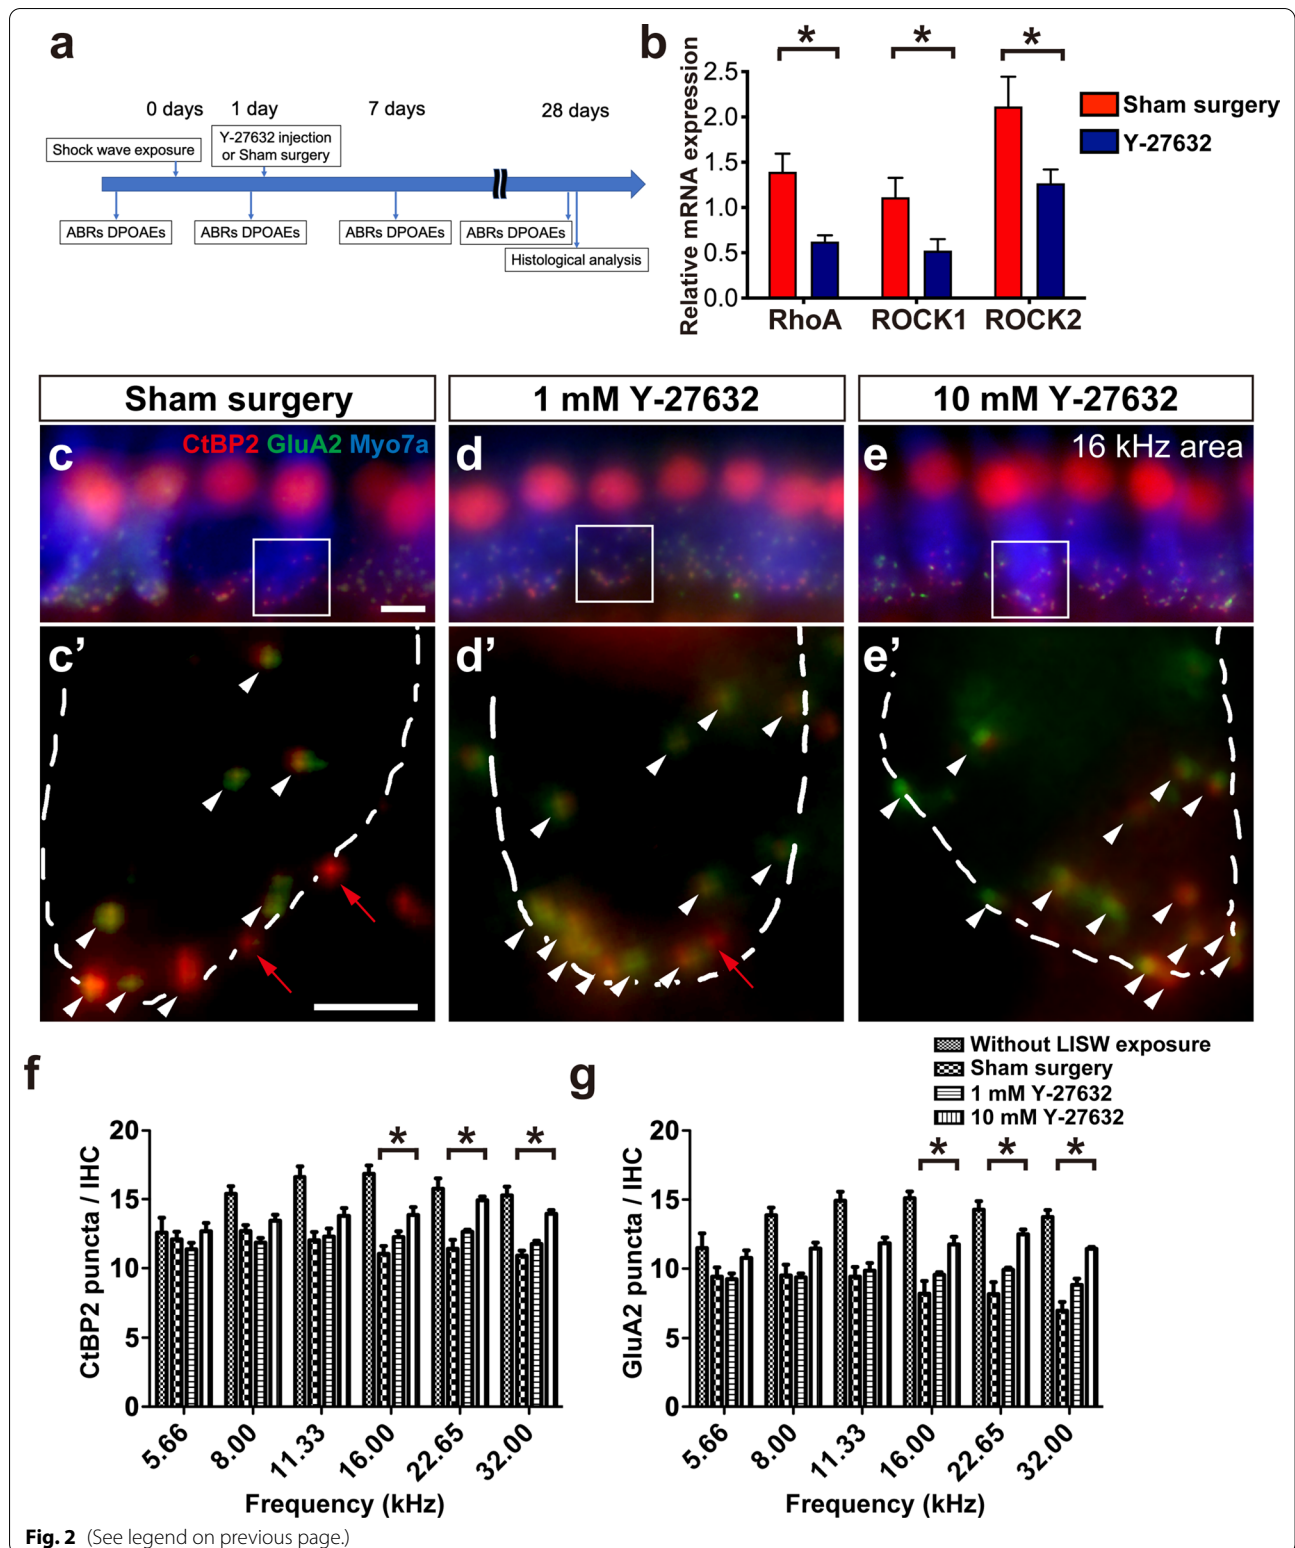 a
0 days 1 day 7 days 28 days
Shock wave exposure
Y-27632 injection
or Sham surgery
ABRs DPOAEs
ABRs DPOAEs
ABRs DPOAEs
ABRs DPOAEs
Histological analysis
b
Relative mRNA expression
2.5
2.0
1.5
1.0
0.5
0.0
* * *
RhoA ROCK1 ROCK2
Sham surgery
Y-27632
Sham surgery
1 mM Y-27632
10 mM Y-27632
c
CtBP2 GluA2 Myo7a
d
e
16 kHz area
c’
d’
e’
f
CtBP2 puncta / IHC
20
15
10
5
0
* * *
5.66 8.00 11.33 16.00 22.65 32.00
Frequency (kHz)
g
Without LISW exposure
Sham surgery
1 mM Y-27632
10 mM Y-27632
GluA2 puncta / IHC
20
15
10
5
0
* * *
5.66 8.00 11.33 16.00 22.65 32.00
Frequency (kHz)
Fig. 2 (See legend on previous page.)